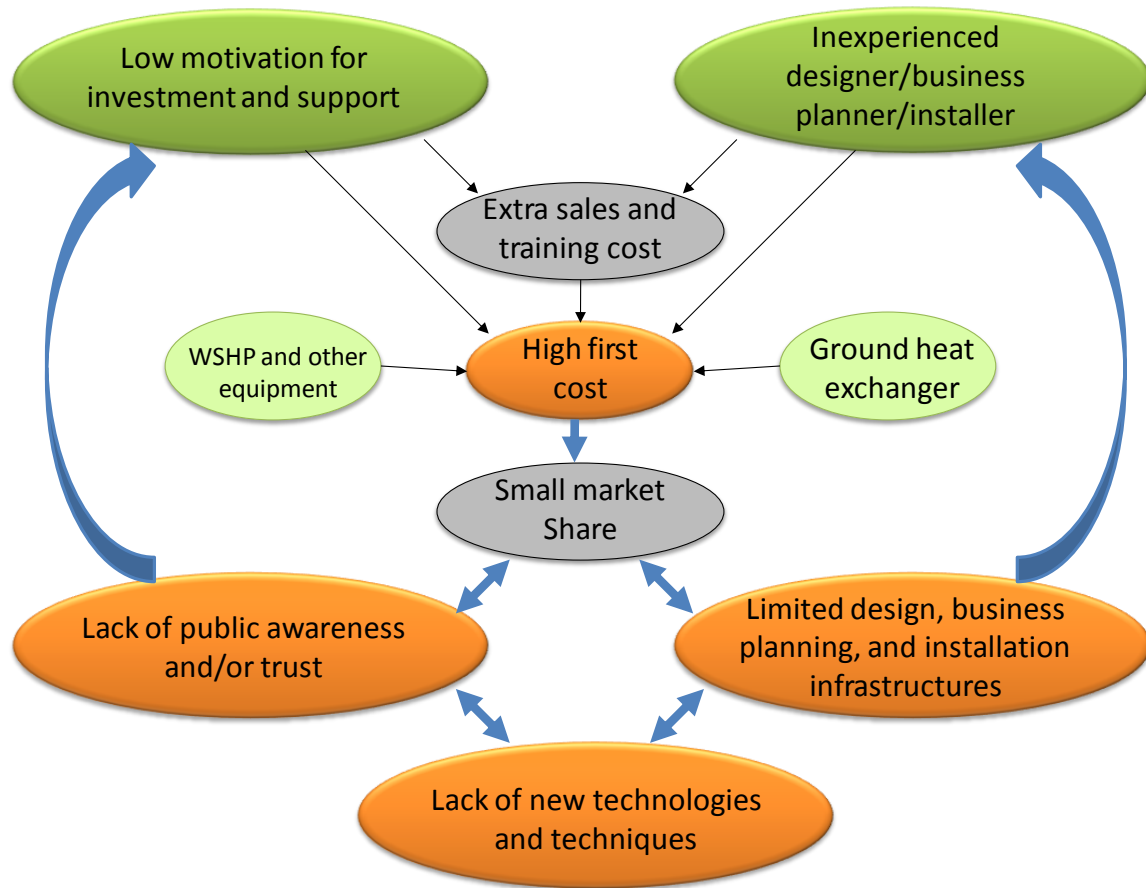 Low motivation for
investment and support
Inexperienced
designer/business
planner/installer
Extra sales and
training cost
WSHP and other
equipment
High first
cost
Ground heat
exchanger
Small market
Share
Lack of public awareness
and/or trust
Limited design, business
planning, and installation
infrastructures
Lack of new technologies
and techniques